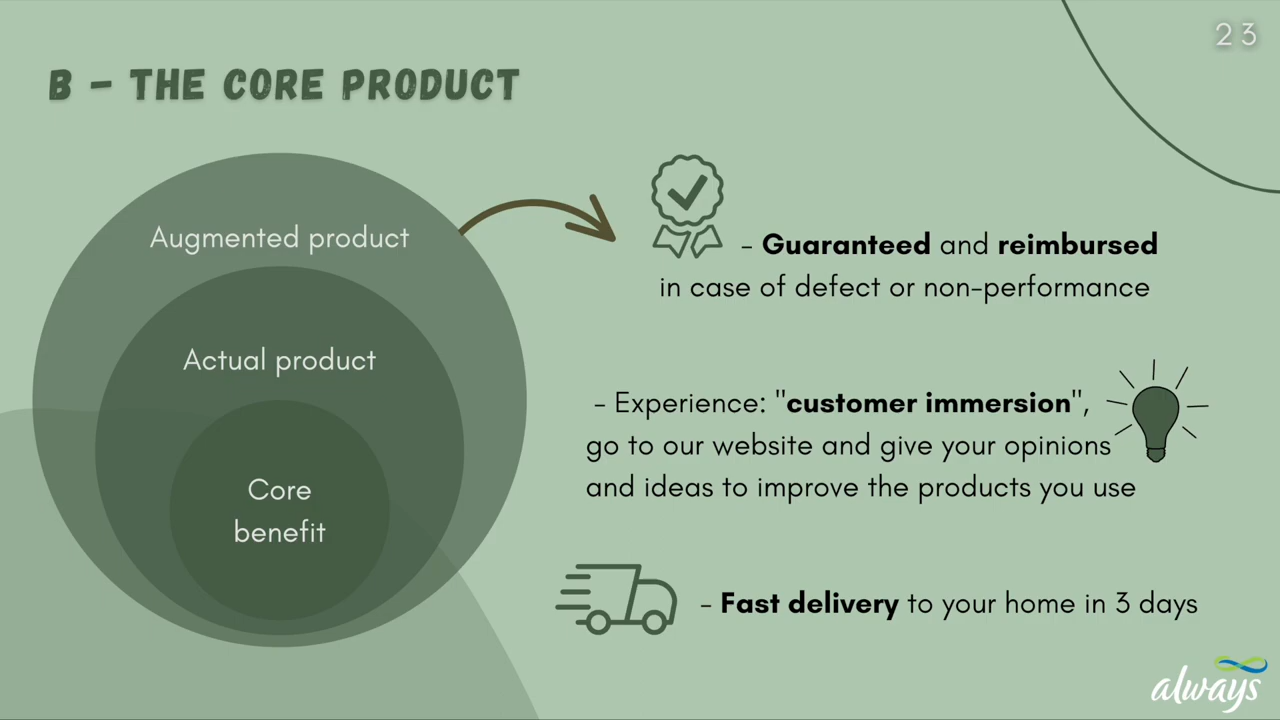 23
B - THE CORE PRODUCT
Augmented product
Actual product
Core
benefit
- Guaranteed and reimbursed
in case of defect or non-performance
- Experience: "customer immersion",
go to our website and give your opinions
and ideas to improve the products you use
- Fast delivery to your home in 3 days
always